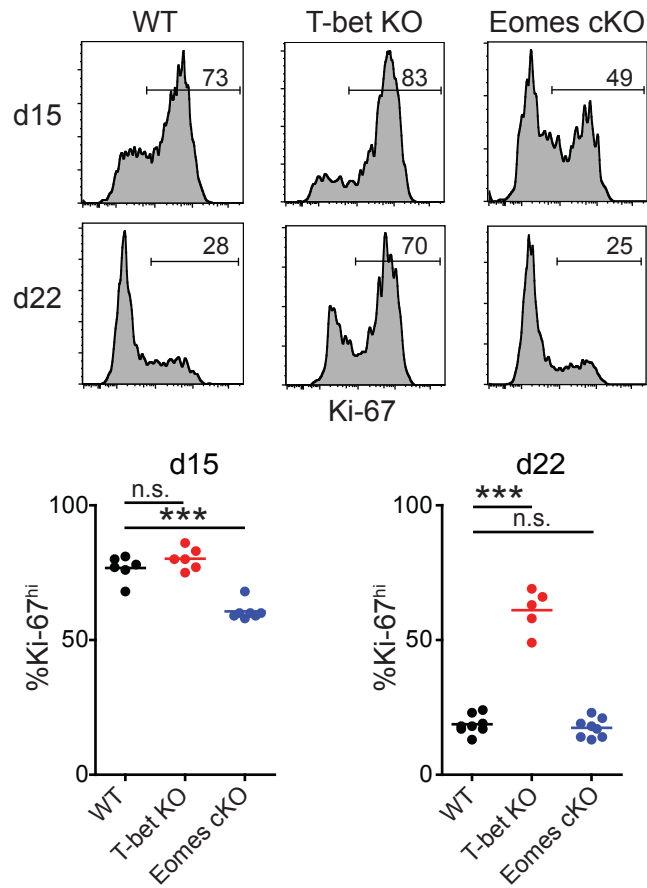 WT T-bet KO Eomes cKO
d15 73 83 49
d22 28 70 25
Ki-67
d15 d22
n.s.
***
***
n.s.
100 100
%Ki-67hi %Ki-67hi
50 50
0 0
WT T-bet KO Eomes cKO WT T-bet KO Eomes cKO